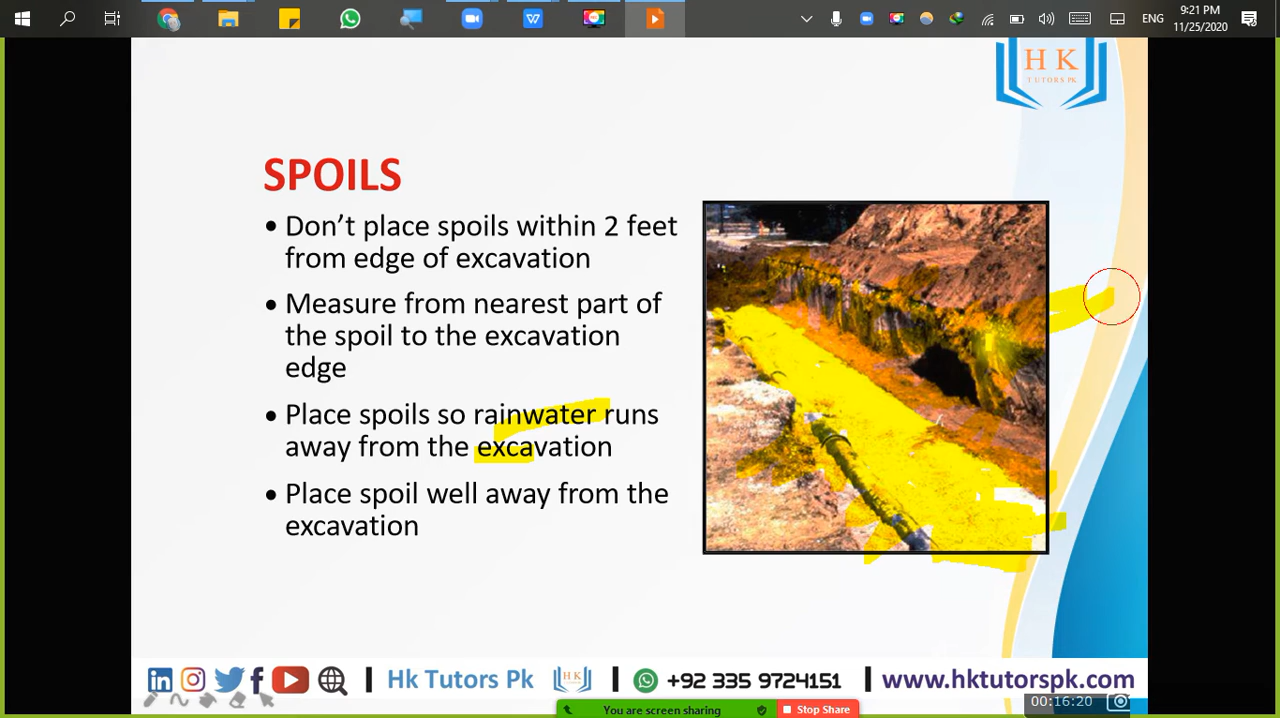 ENG
9:21 PM
11/25/2020
H K
TUTORS PK
SPOILS
• Don’t place spoils within 2 feet
from edge of excavation
• Measure from nearest part of
the spoil to the excavation
edge
• Place spoils so rainwater runs
away from the excavation
• Place spoil well away from the
excavation
Hk Tutors Pk
H K
+92 335 9724151
www.hktutorspk.com
You are screen sharing
Stop Share
00:16:20